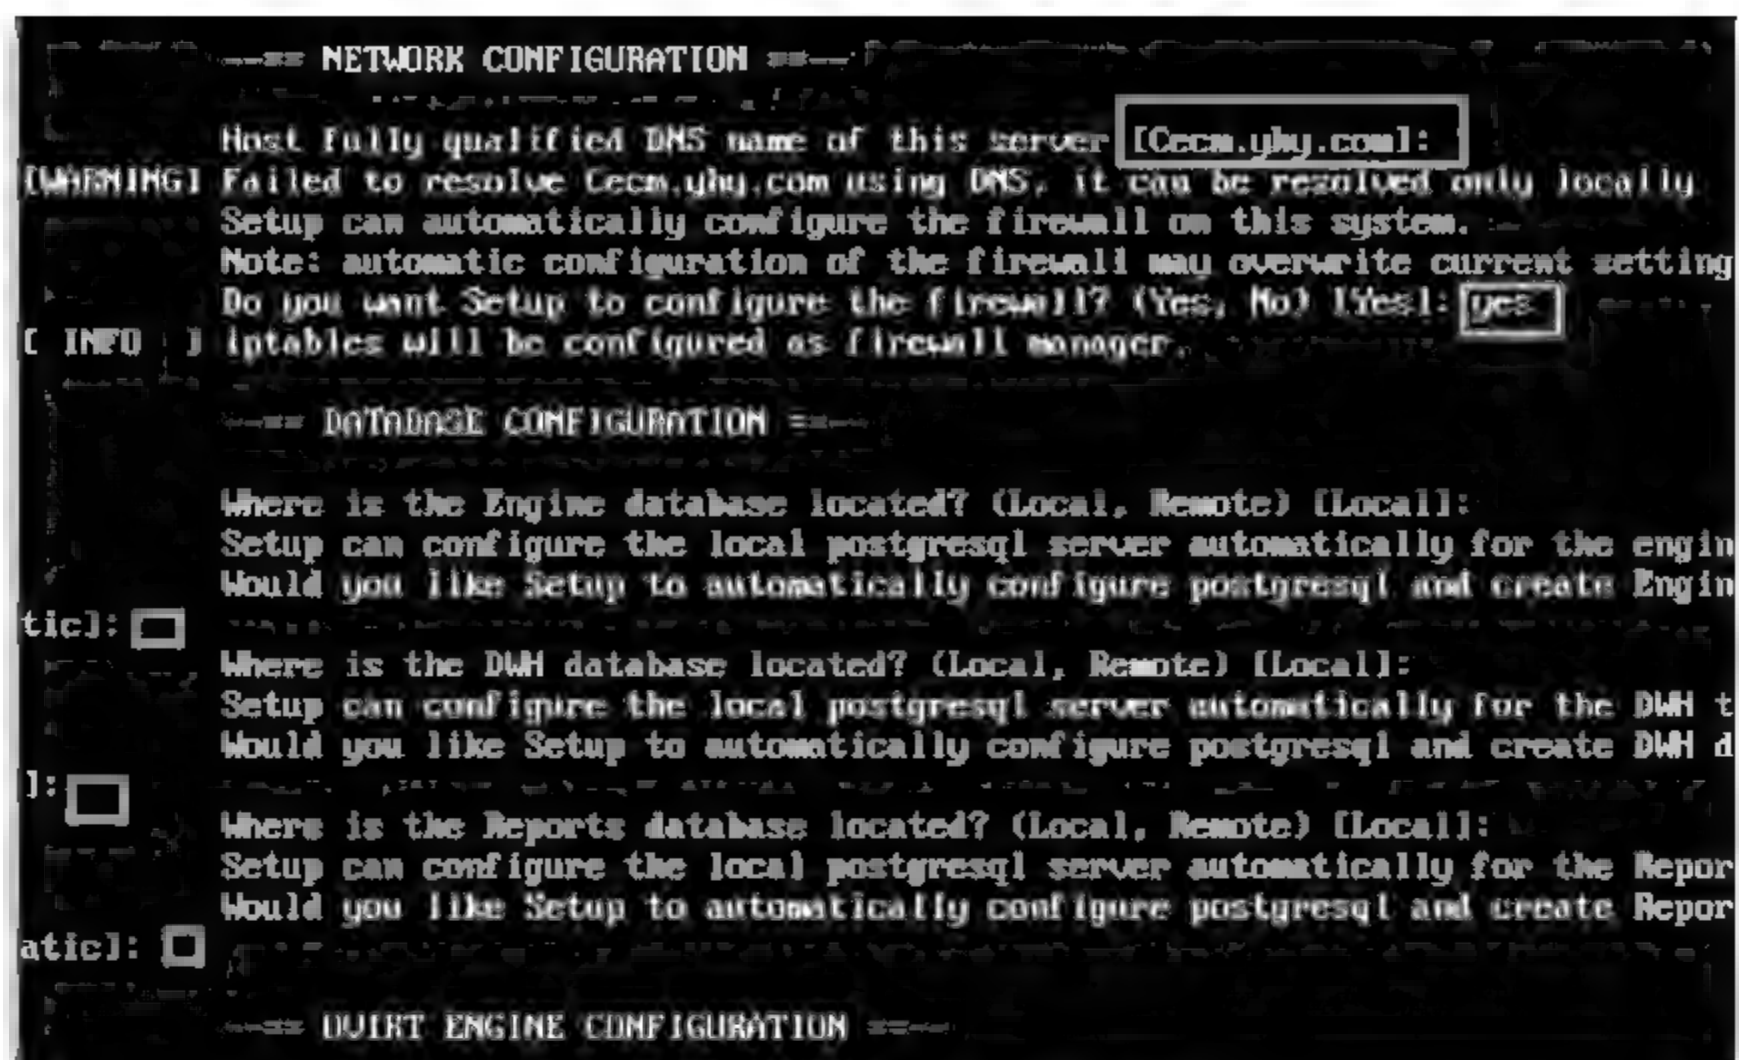 --== NETWORK CONFIGURATION ==--
Host fully qualified DNS name of this server [Cecm.yhy.com]:
[WARNING] Failed to resolve Cecm.yhy.com using DNS, it can be resolved only locally
Setup can automatically configure the firewall on this system.
Note: automatic configuration of the firewall may overwrite current setting
Do you want Setup to configure the firewall? (Yes, No) [Yes]: yes
[ INFO  ] iptables will be configured as firewall manager.
--== DATABASE CONFIGURATION ==--
Where is the Engine database located? (Local, Remote) [Local]:
Setup can configure the local postgresql server automatically for the engin
Would you like Setup to automatically configure postgresql and create Engin
tic]:
Where is the DWH database located? (Local, Remote) [Local]:
Setup can configure the local postgresql server automatically for the DWH t
Would you like Setup to automatically configure postgresql and create DWH d
]:
Where is the Reports database located? (Local, Remote) [Local]:
Setup can configure the local postgresql server automatically for the Repor
Would you like Setup to automatically configure postgresql and create Repor
atic]:
--== OVIRT ENGINE CONFIGURATION ==--